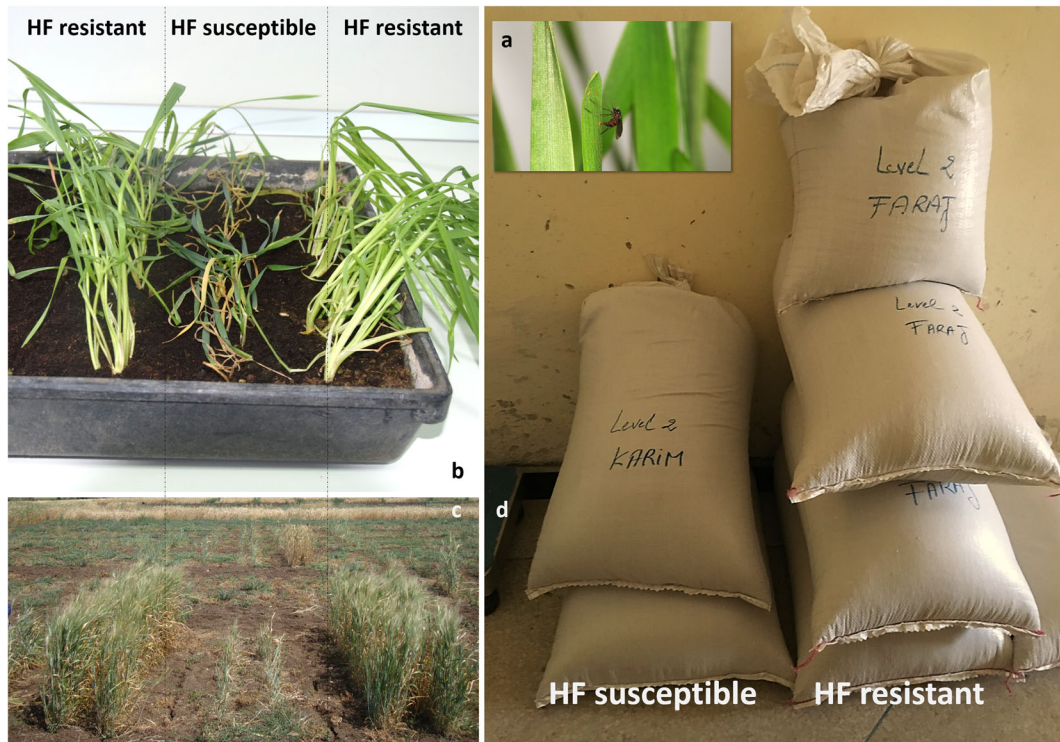 HF resistant
HF susceptible
HF resistant
b
c
a
Level 2
FARAJ
Level 2
FARAJ
Level 2
KARIM
FARAJ
d
HF susceptible
HF resistant